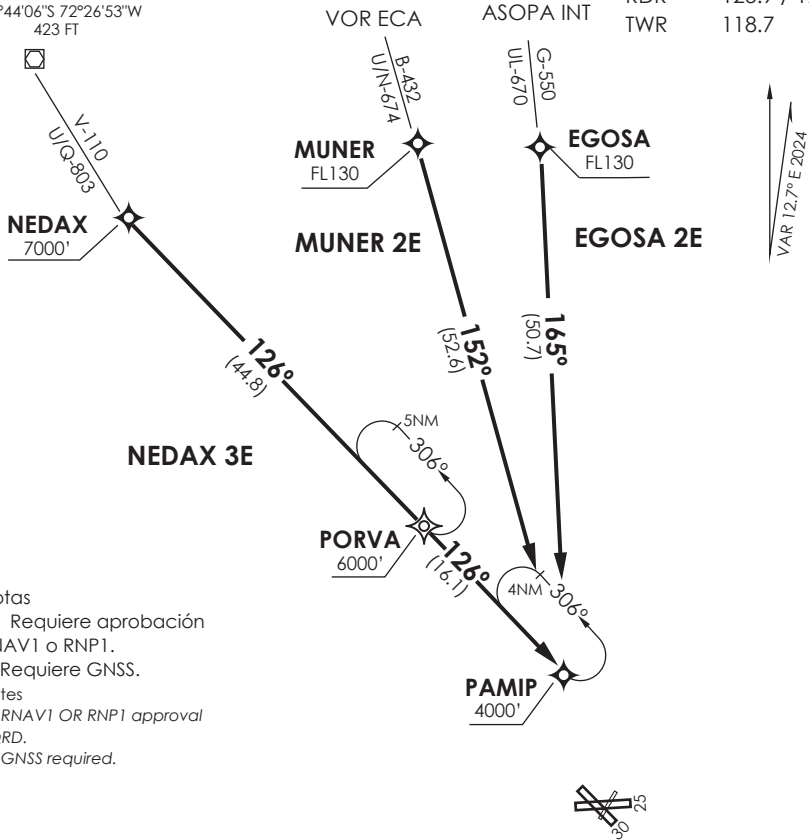 °44'06"S 72°26'53"W
423 FT
VOR ECA
ASOPA INT
TWR 118.7
V-110
U/Q-803
B-432
U/N-674
G-550
UL-670
VAR 12.7° E 2024
NEDAX
7000'
MUNER
FL130
EGOSA
FL130
MUNER 2E
EGOSA 2E
126°
(44.8)
152°
(52.6)
165°
(50.7)
NEDAX 3E
5NM
306°
PORVA
6000'
126°
(16.1)
4NM
306°
PAMIP
4000'
Requiere aprobación
o RNP1.
Requiere GNSS.
RNAV1 OR RNP1 approval
GNSS required.
25
30